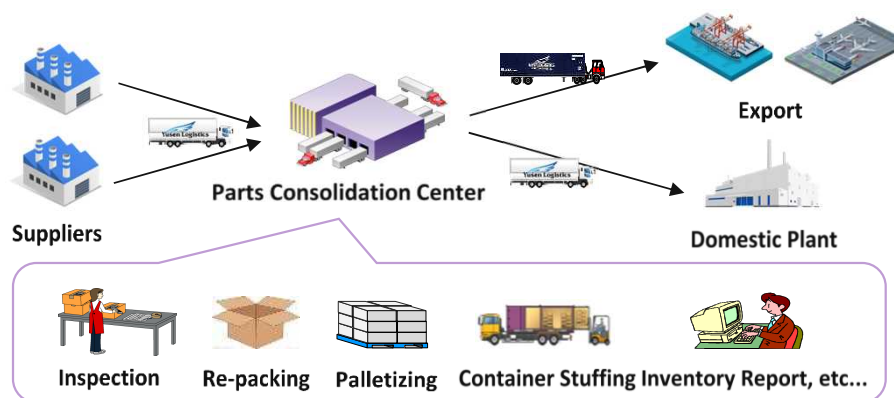 Yusen Logistics
Export
Parts Consolidation Center
Yusen Logistics
Suppliers
Domestic Plant
Inspection
Re-packing
Palletizing
Container Stuffing
Inventory Report, etc...